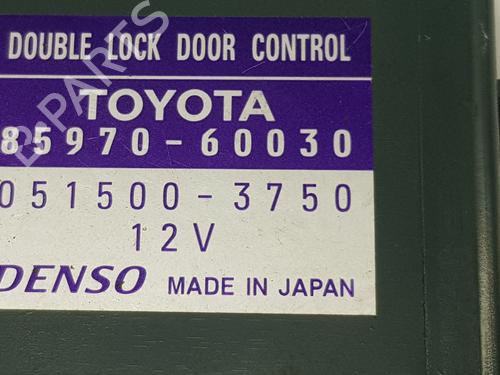 DOUBLE LOCK DOOR CONTROL
TOYOTA
85970-60030
051500-3750
12V
DENSO MADE IN JAPAN
B-PARTS